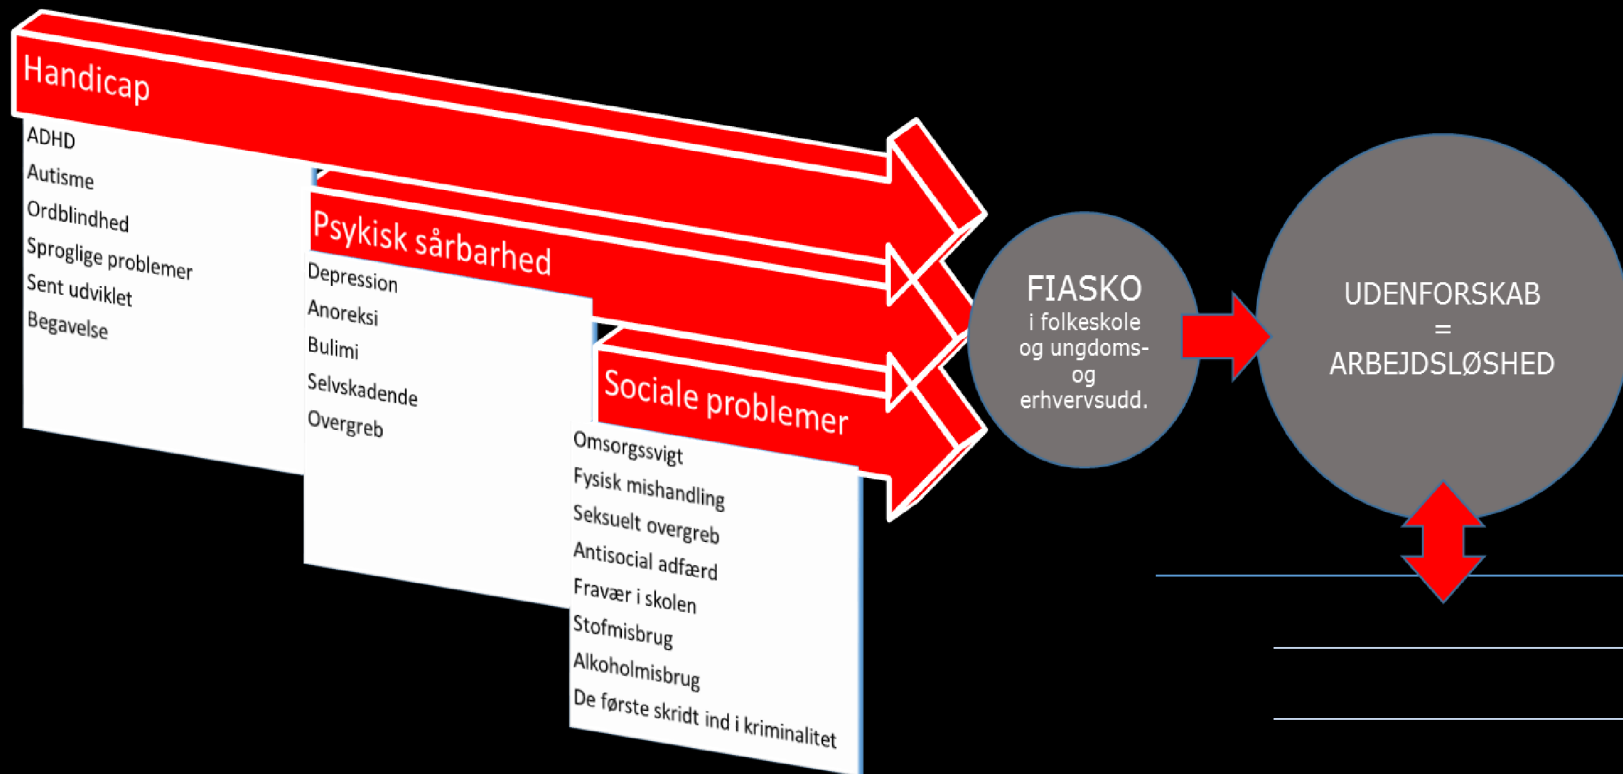 Handicap
ADHD
Autisme
Ordblindhed
Sproglige problemer
Sent udviklet
Begavelse
Psykisk sårbarhed
Depression
Anoreksi
Bulimi
Selvskadende
Overgreb
Sociale problemer
Omsorgssvigt
Fysisk mishandling
Seksuelt overgreb
Antisocial adfærd
Fravær i skolen
Stofmisbrug
Alkoholmisbrug
De første skridt ind i kriminalitet
FIASKO
i folkeskole
og ungdoms-
og
erhvervsudd.
UDENFORSKAB
=
ARBEJDSLØSHED